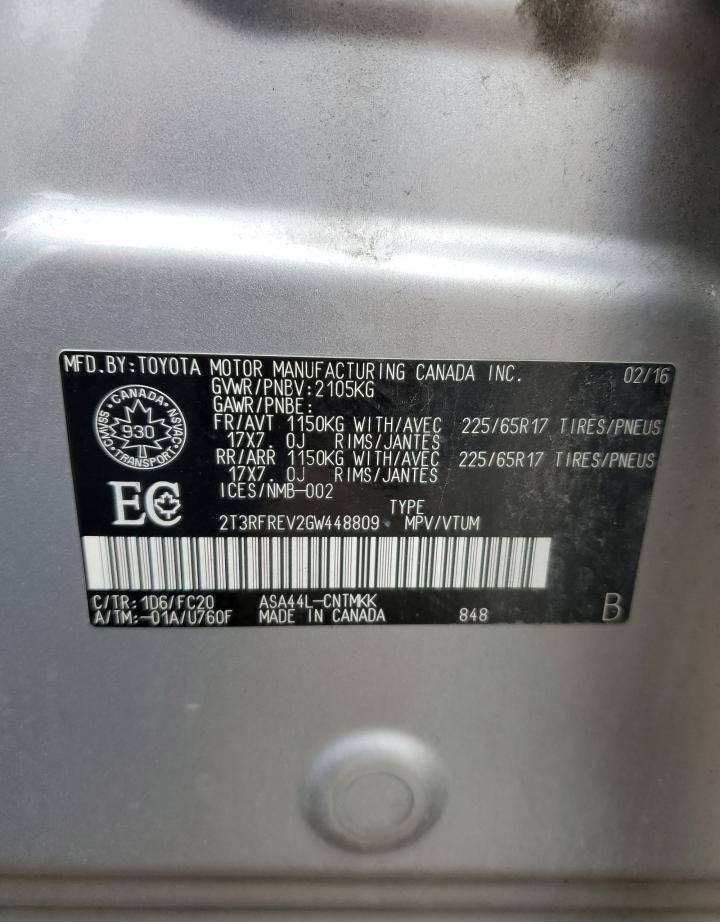 MFD.BY:TOYOTA MOTOR MANUFACTURING CANADA INC. 02/16
GVWR/PNBV:2105KG
GAWR/PNBE:
FR/AVT 1150KG WITH/AVEC 225/65R17 TIRES/PNEUS
17X7.0J RIMS/JANTES
RR/ARR 1150KG WITH/AVEC 225/65R17 TIRES/PNEUS
17X7.0J RIMS/JANTES
ICES/NMB-002
CANADA
CMVSS
NSVAC
930
TRANSPORT
EC
TYPE
2T3RFREV2GW448809 MPV/VTUM
C/TR: 1D6/FC20 ASA44L-CNTMKK
A/TM:-01A/U760F MADE IN CANADA 848 B